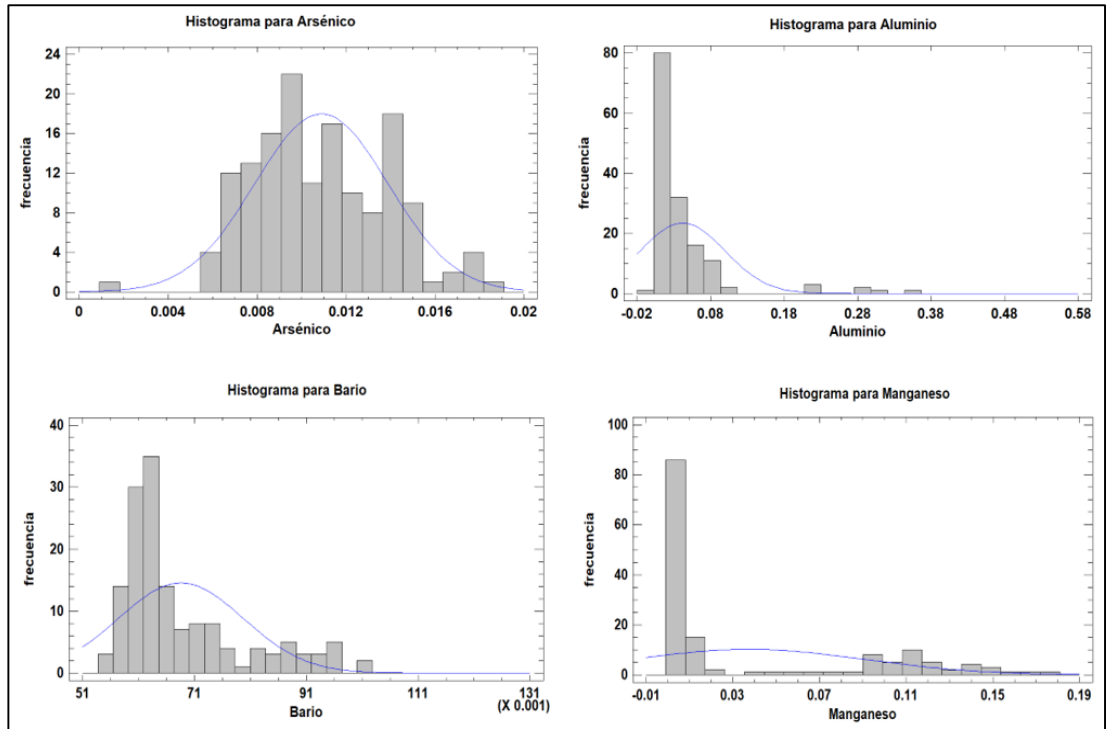 Histograma para Arsénico
24
20
16
12
8
4
0
frecuencia
0 0.004 0.008 0.012 0.016 0.02
Arsénico
Histograma para Aluminio
80
60
40
20
0
frecuencia
-0.02 0.08 0.18 0.28 0.38 0.48 0.58
Aluminio
Histograma para Bario
40
30
20
10
0
frecuencia
51 71 91 111 131
(X 0.001)
Bario
Histograma para Manganeso
100
80
60
40
20
0
frecuencia
-0.01 0.03 0.07 0.11 0.15 0.19
Manganeso